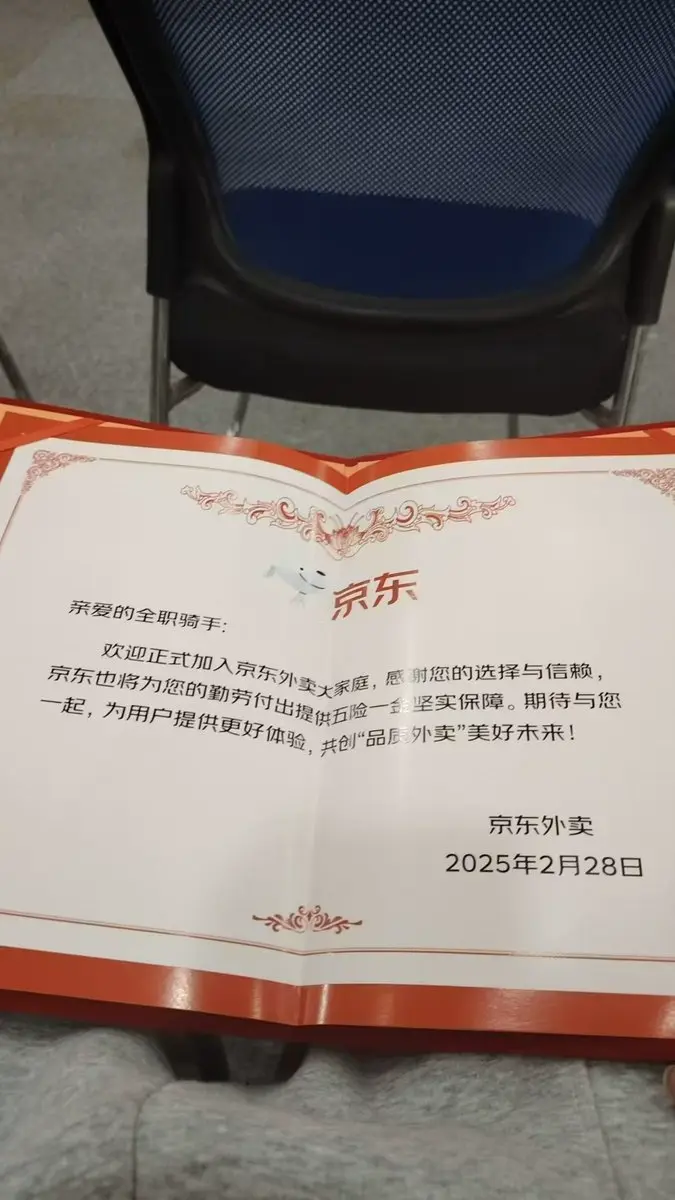 京东
亲爱的全职骑手:
欢迎正式加入京东外卖大家庭，感谢您的选择与信赖，
京东也将为您的勤劳付出提供五险一金坚实保障。期待与您
一起，为用户提供更好体验，共创“品质外卖”美好未来！
京东外卖
2025年2月28日